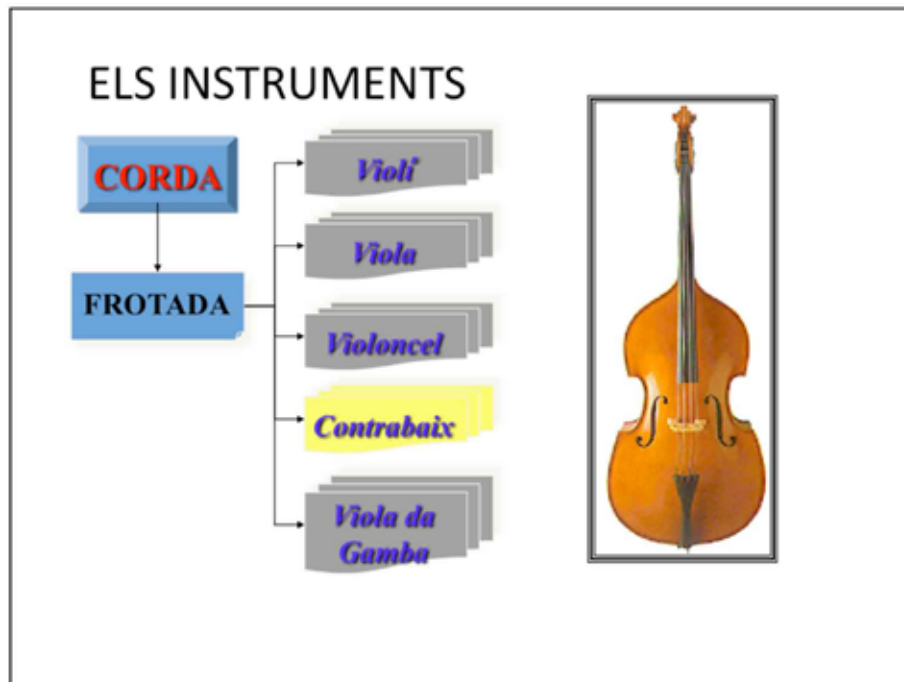 ELS INSTRUMENTS
CORDA
FROTADA
Violí
Viola
Violoncel
Contrabaix
Viola da
Gamba